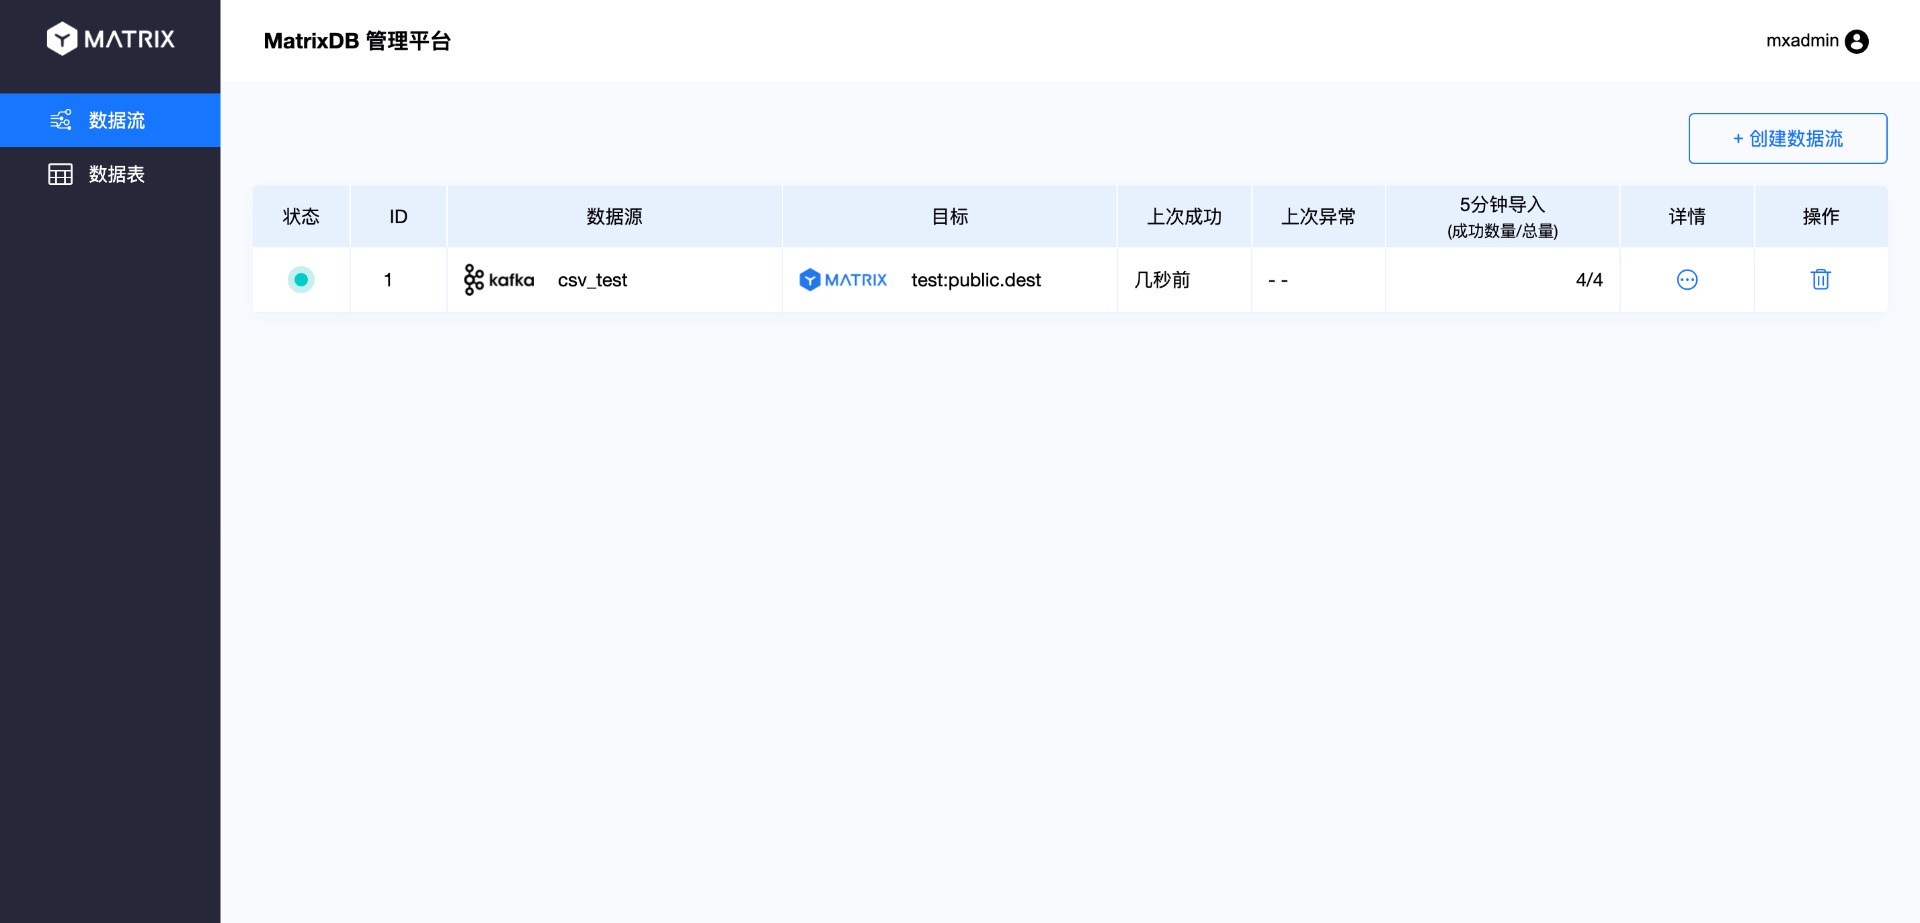 MATRIX
MatrixDB 管理平台
mxadmin
数据流
数据表
+ 创建数据流
状态 ID 数据源 目标 上次成功 上次异常 5分钟导入 详情 操作
(成功数量/总量)
1 kafka csv_test MATRIX test:public.dest 几秒前 - - 4/4